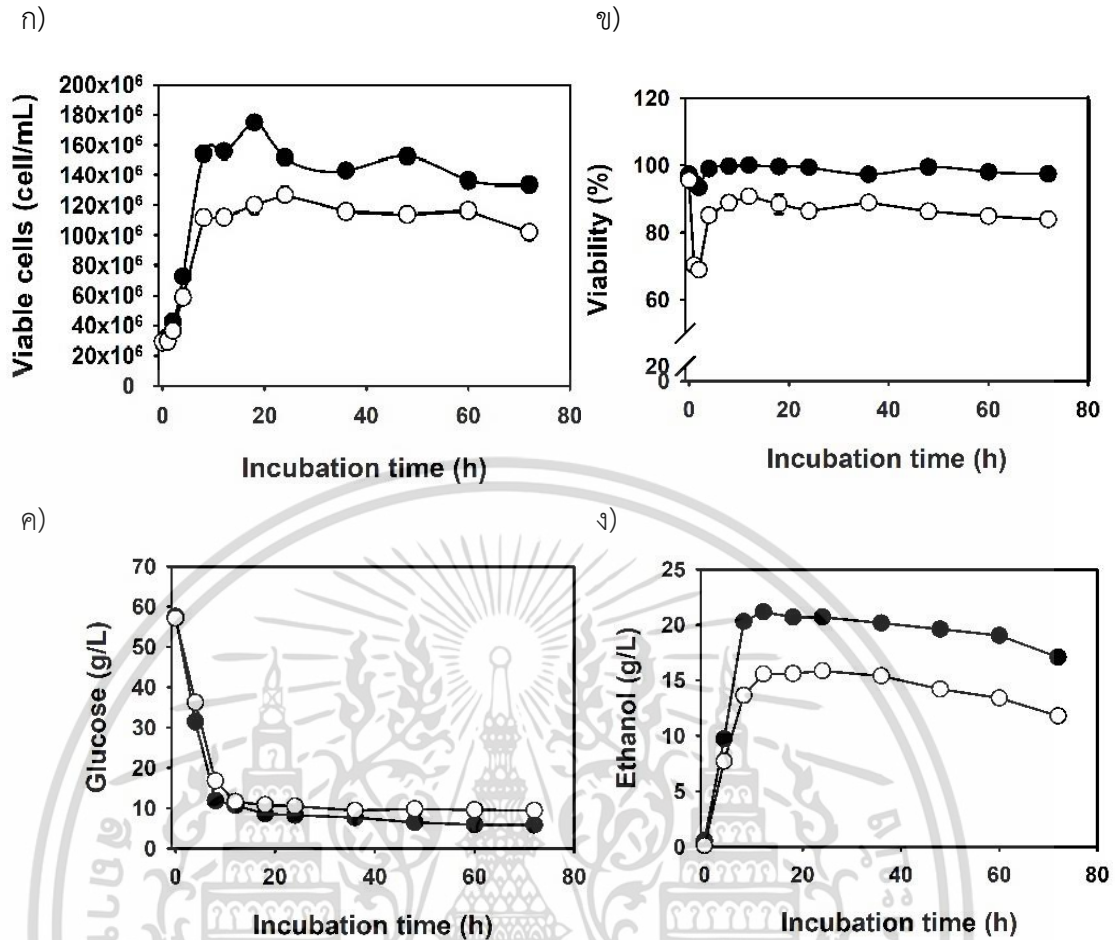 ก)
200x10⁶
180x10⁶
160x10⁶
140x10⁶
120x10⁶
100x10⁶
80x10⁶
60x10⁶
40x10⁶
20x10⁶
0
Viable cells (cell/mL)
0 20 40 60 80
Incubation time (h)
ข)
120
100
80
60
20
0
Viability (%)
0 20 40 60 80
Incubation time (h)
ค)
70
60
50
40
30
20
10
0
Glucose (g/L)
0 20 40 60 80
Incubation time (h)
ง)
25
20
15
10
5
0
Ethanol (g/L)
0 20 40 60 80
Incubation time (h)